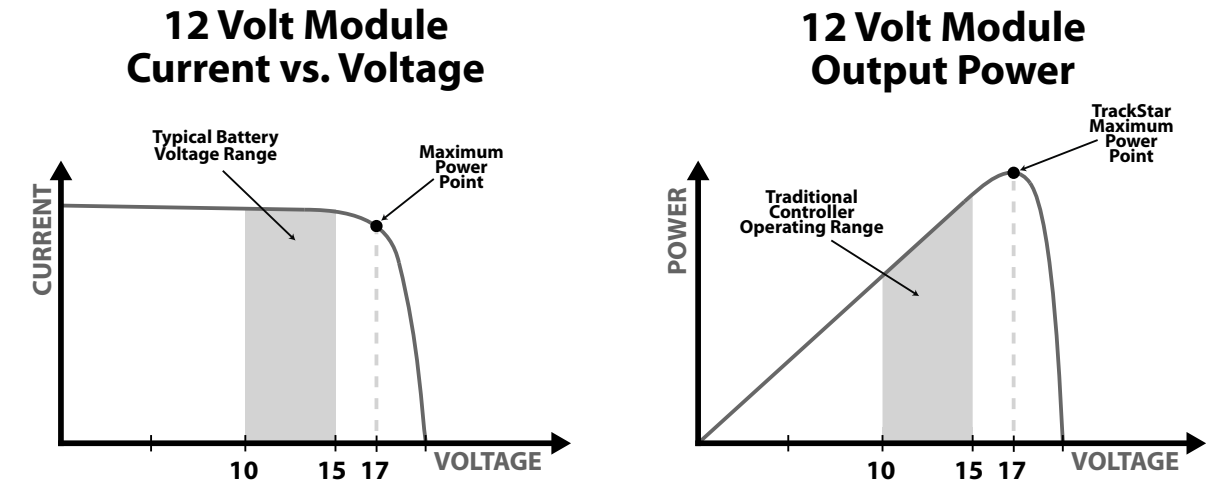 12 Volt Module
Current vs. Voltage
Typical Battery
Voltage Range
Maximum
Power
Point
CURRENT
10
15
17
VOLTAGE
12 Volt Module
Output Power
TrackStar
Maximum
Power
Point
Traditional
Controller
Operating Range
POWER
10
15
17
VOLTAGE